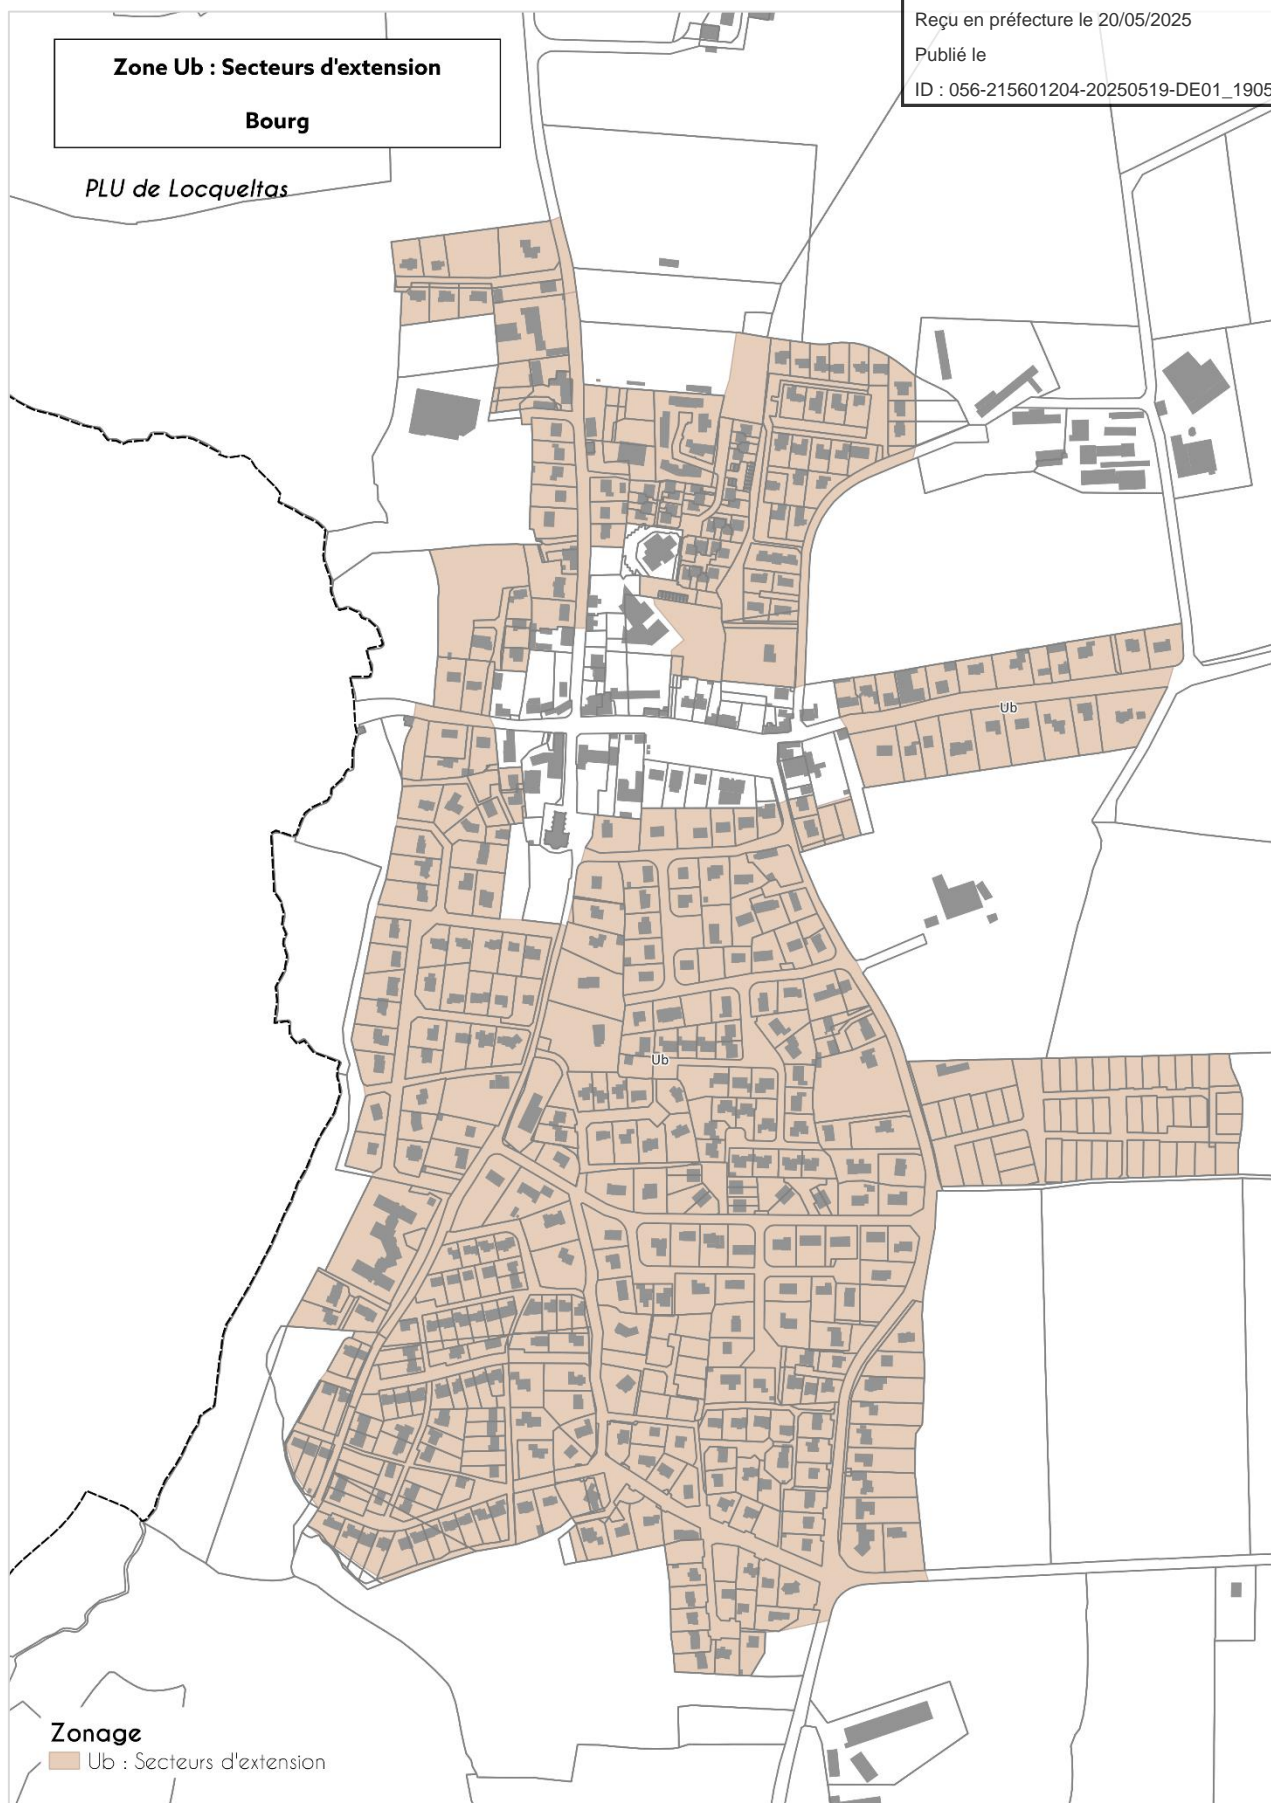 Reçu en préfecture le 20/05/2025
Publié le
ID : 056-215601204-20250519-DE01_1905
Zone Ub : Secteurs d'extension
Bourg
PLU de Locqueltas
Ub
Ub
Zonage
Ub : Secteurs d'extension